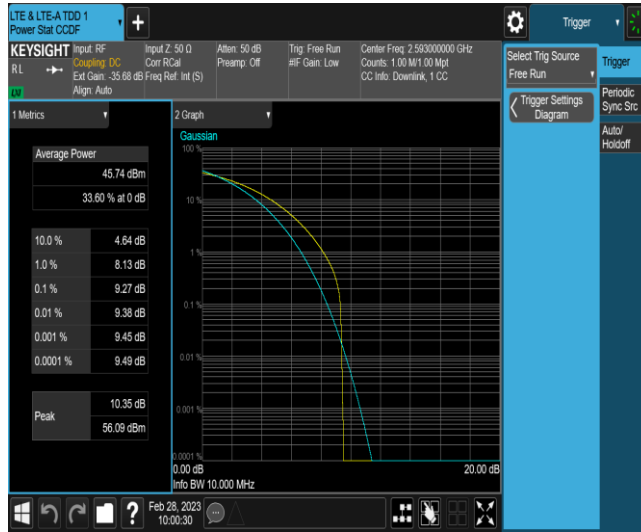 LTE & LTE-A TDD 1
Power Stat CCDF
KEYSIGHT
RL
Input: RF
Coupling: DC
Ext Gain: -35.68 dB
Align: Auto
Input Z: 50 Ω
Corr RCal
Freq Ref: Int (S)
Atten: 50 dB
Preamp: Off
Trig: Free Run
#IF Gain: Low
Center Freq: 2.593000000 GHz
Counts: 1.00 M/1.00 Mpt
CC Info: Downlink, 1 CC
1 Metrics
Average Power
45.74 dBm
33.60 % at 0 dB
10.0 % 4.64 dB
1.0 % 8.13 dB
0.1 % 9.27 dB
0.01 % 9.38 dB
0.001 % 9.45 dB
0.0001 % 9.49 dB
Peak
10.35 dB
56.09 dBm
2 Graph
Gaussian
100 %
10 %
1 %
0.1 %
0.01 %
0.001 %
0.0001 %
0.00 dB
20.00 dB
Info BW 10.000 MHz
Feb 28, 2023
10:00:30
Trigger
Select Trig Source
Free Run
Trigger Settings
Diagram
Trigger
Periodic
Sync Src
Auto/
Holdoff